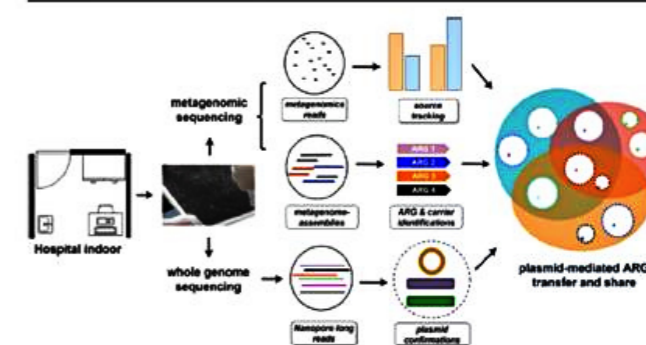 metagenomic
sequencing
metagenomics
reads
source
tracking
Hospital indoor
metagenome-
assemblies
ARG 1
ARG 2
ARG 3
ARG 4
ARG & carrier
identifications
whole genome
sequencing
Nanopore long
reads
plasmid
confirmations
plasmid-mediated ARG
transfer and share